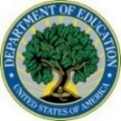 DEPARTMENT OF EDUCATION
UNITED STATES OF AMERICA